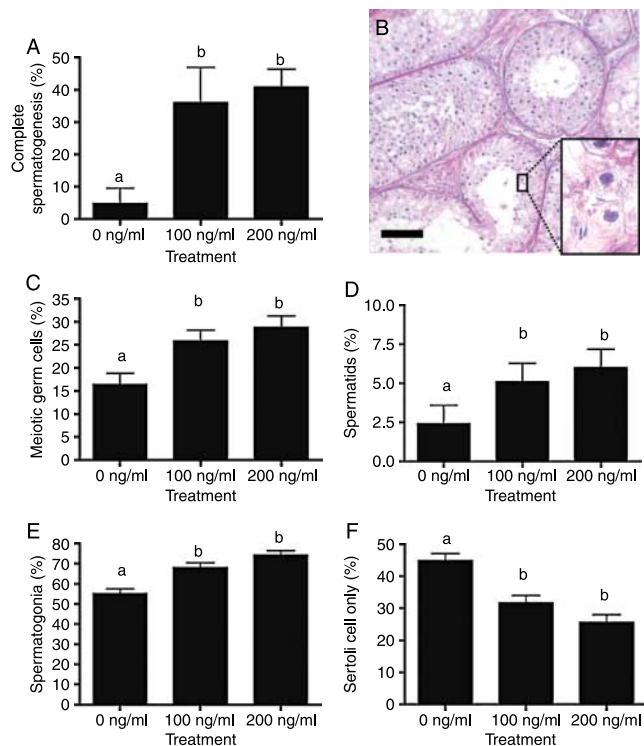 A
Complete
spermatogenesis (%)
50
40
30
20
10
0
a
b
b
0 ng/ml 100 ng/ml 200 ng/ml
Treatment
B
C
Meiotic germ cells (%)
35
30
25
20
15
10
5
0
a
b
b
0 ng/ml 100 ng/ml 200 ng/ml
Treatment
D
Spermatids (%)
10.0
7.5
5.0
2.5
0.0
a
b
b
0 ng/ml 100 ng/ml 200 ng/ml
Treatment
E
Spermatogonia (%)
80
70
60
50
40
30
20
10
0
a
b
b
0 ng/ml 100 ng/ml 200 ng/ml
Treatment
F
Sertoli cell only (%)
50
40
30
20
10
0
a
b
b
0 ng/ml 100 ng/ml 200 ng/ml
Treatment